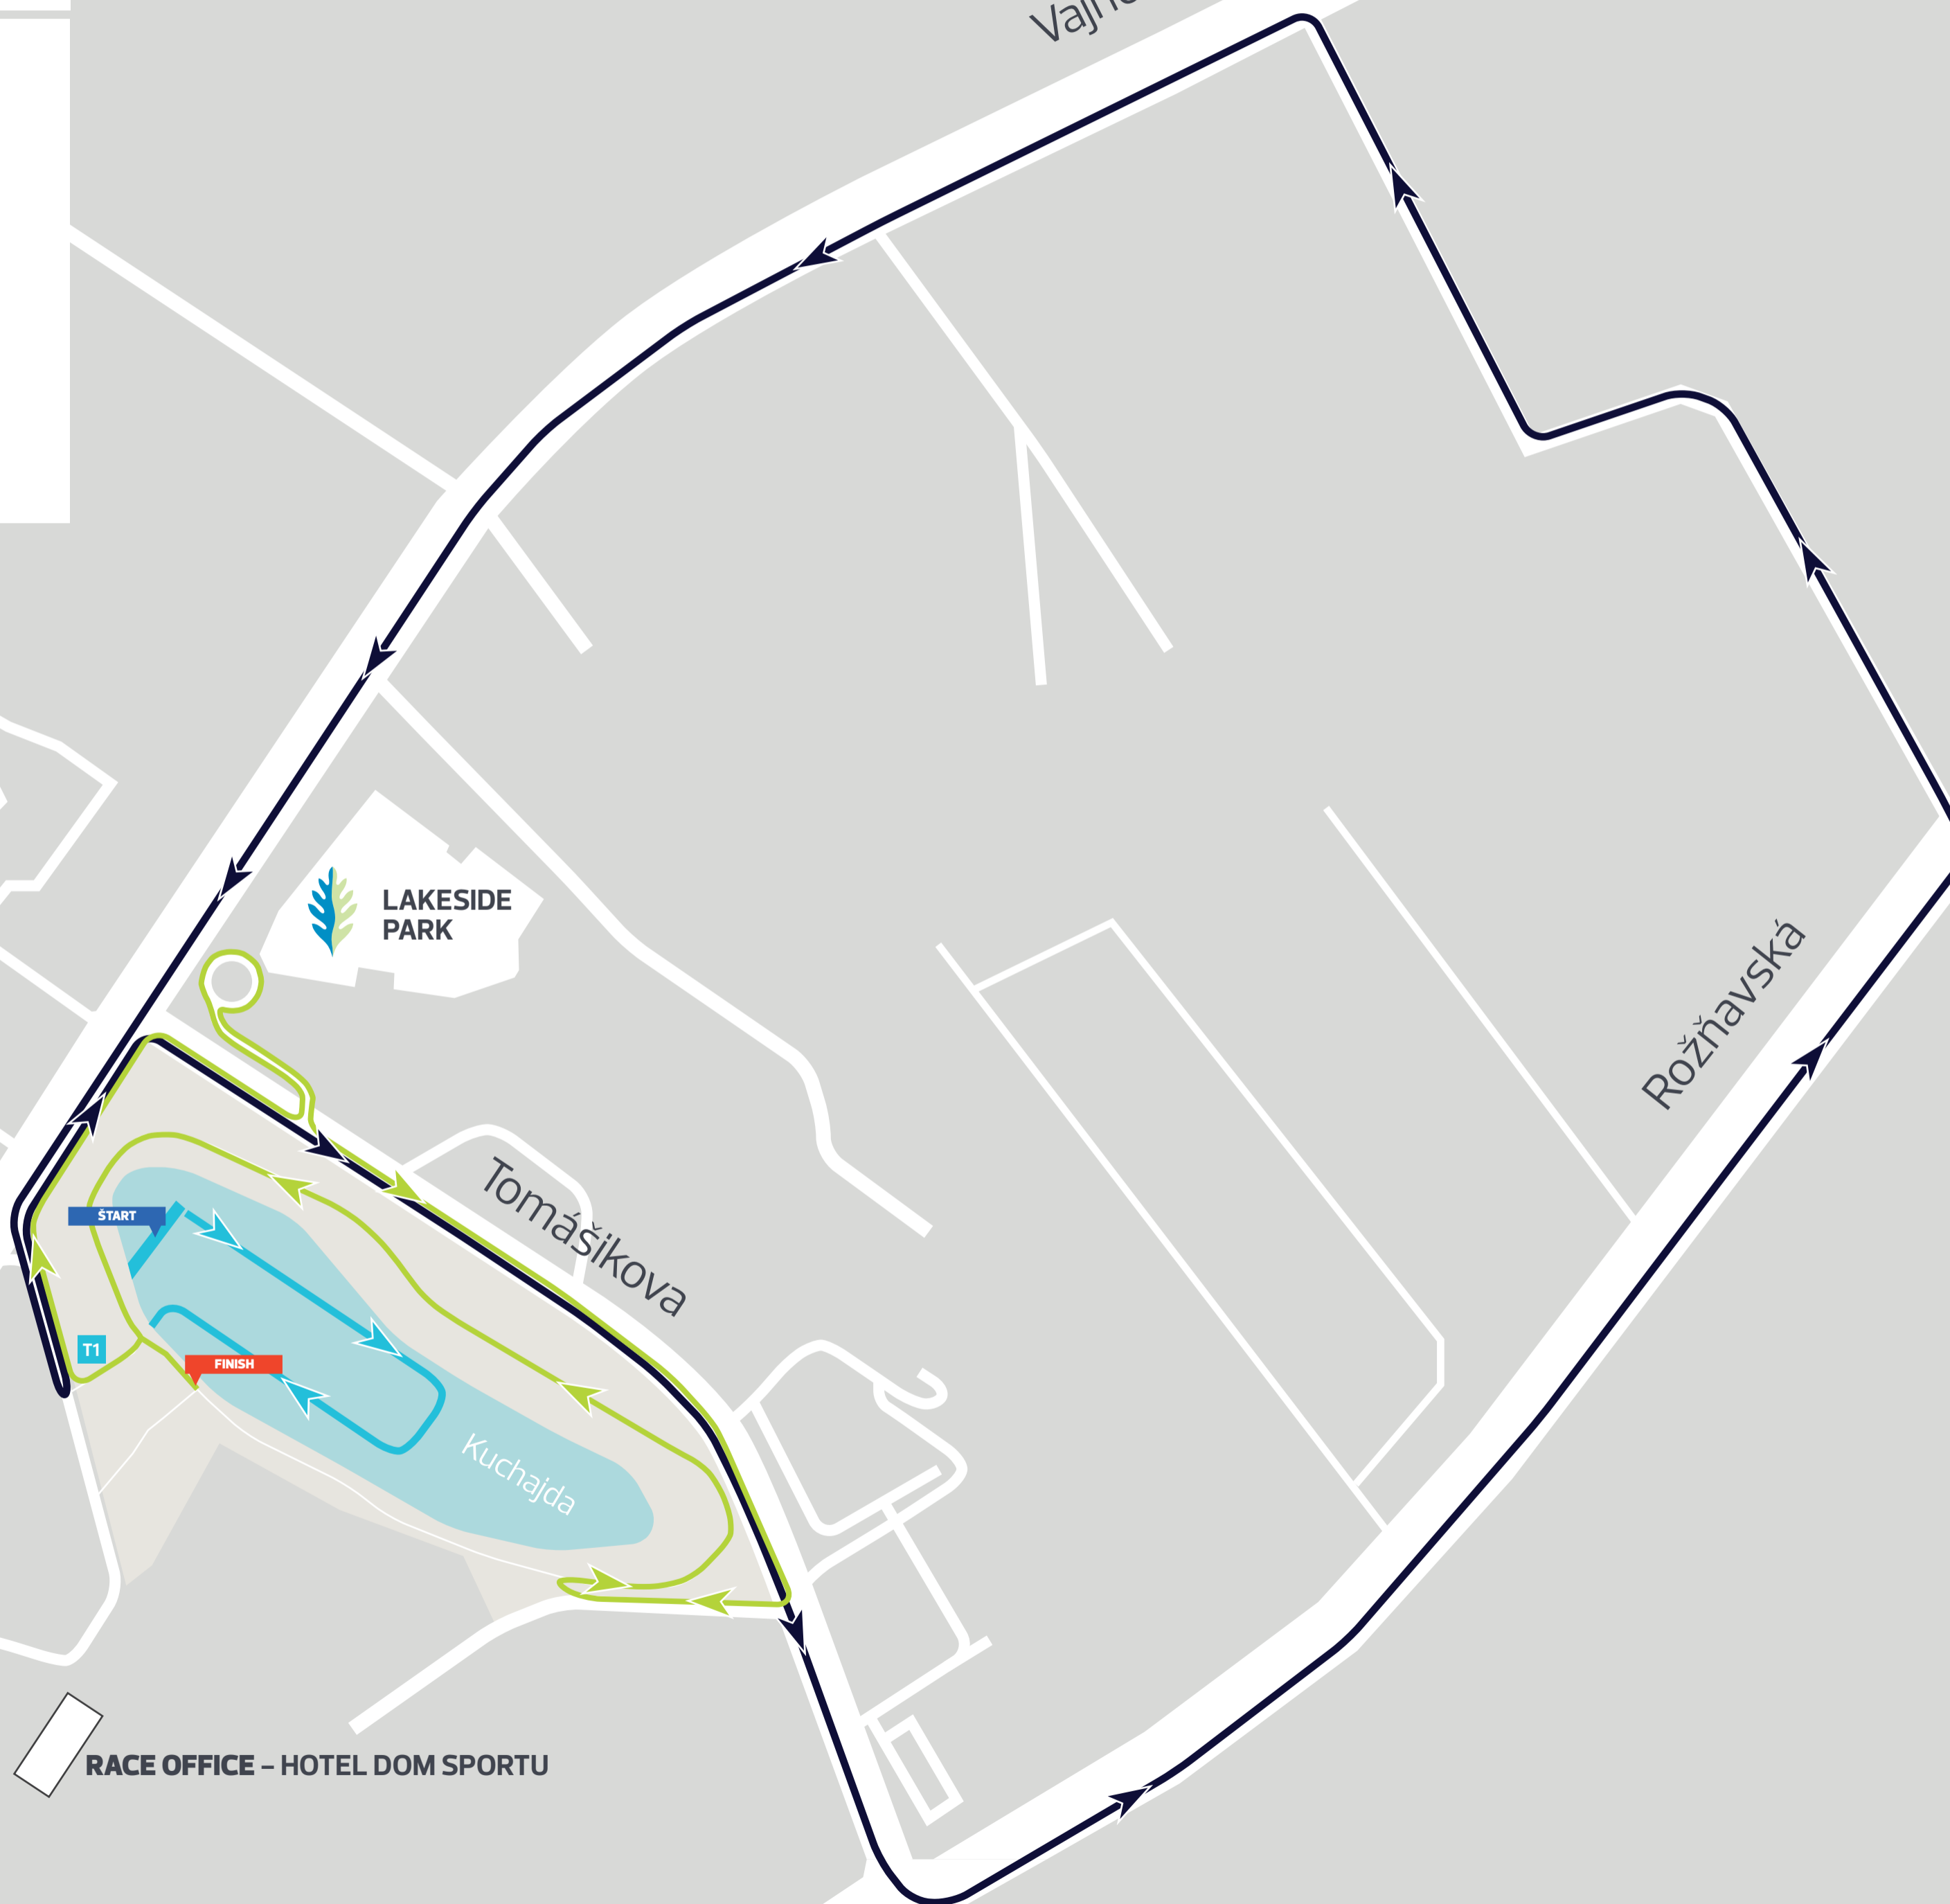 LAKESIDE
PARK
Rožňavská
Tomášikova
ŠTART
T1
FINISH
Kuchajda
RACE OFFICE – HOTEL DOM SPORTU